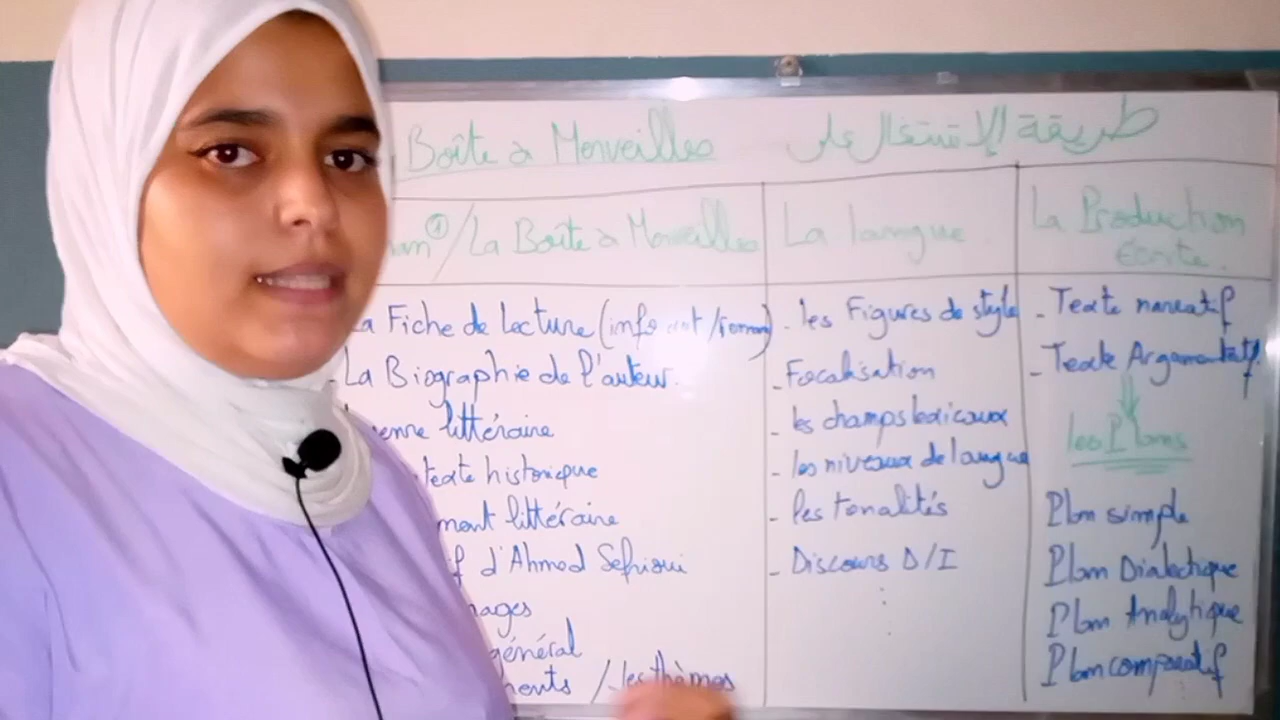 Boîte à Merveilles طريقة الإشتغال على
/La Boîte à Merveilles
①
La langue
La Production
écrite.
La Fiche de lecture (info aut/roman)
-La Biographie de l'auteur.
littéraire
historique
littéraire
d'Ahmed Sefrioui
général
/les thèmes
- les Figures de style
- Focalisation
- les champs lexicaux
- les niveaux de langue
- les tonalités
- Discours D/I
- Texte narratif
- Texte Argumentatif
les Plans
Plan simple
Plan Dialectique
Plan Analytique
Plan comparatif